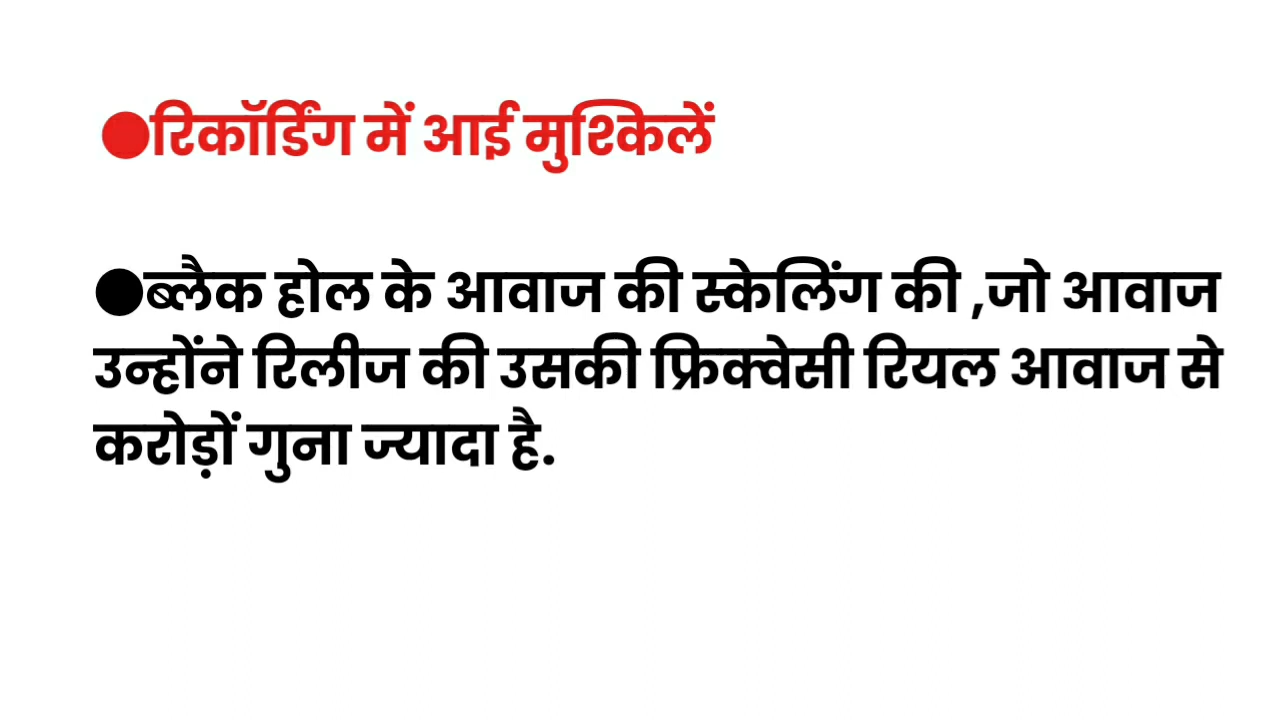 ●रिकॉर्डिंग में आई मुश्किलें
●ब्लैक होल के आवाज की स्केलिंग की ,जो आवाज
उन्होंने रिलीज की उसकी फ्रिक्वेसी रियल आवाज से
करोड़ों गुना ज्यादा है.